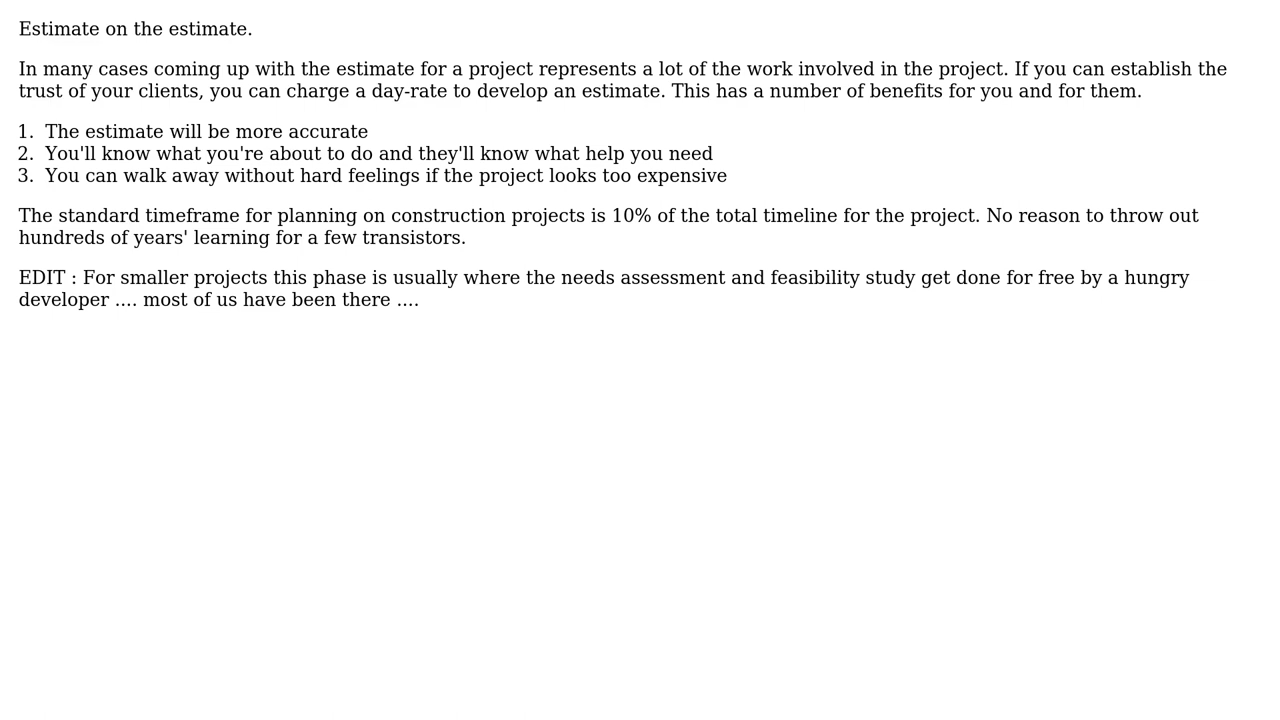 Estimate on the estimate.
In many cases coming up with the estimate for a project represents a lot of the work involved in the project. If you can establish the
trust of your clients, you can charge a day-rate to develop an estimate. This has a number of benefits for you and for them.
1. The estimate will be more accurate
2. You'll know what you're about to do and they'll know what help you need
3. You can walk away without hard feelings if the project looks too expensive
The standard timeframe for planning on construction projects is 10% of the total timeline for the project. No reason to throw out
hundreds of years' learning for a few transistors.
EDIT : For smaller projects this phase is usually where the needs assessment and feasibility study get done for free by a hungry
developer .... most of us have been there ....